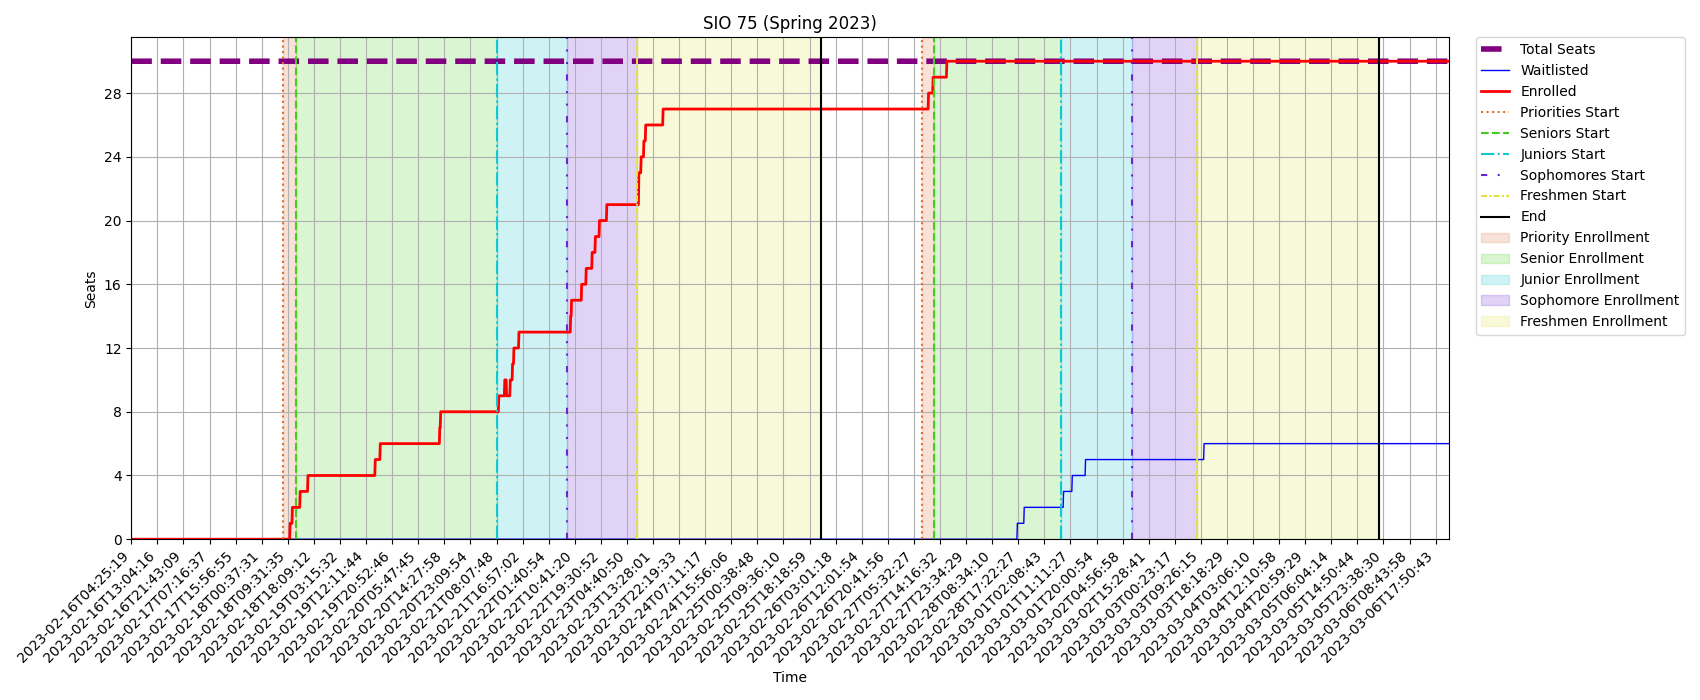 SIO 75 (Spring 2023)
Seats
28
24
20
16
12
8
4
0
2023-02-16T04:25:19
2023-02-16T13:04:16
2023-02-16T21:43:09
2023-02-17T07:16:37
2023-02-17T15:56:55
2023-02-18T00:37:31
2023-02-18T09:31:35
2023-02-18T18:09:12
2023-02-19T03:15:32
2023-02-19T12:11:44
2023-02-19T20:52:46
2023-02-20T05:47:45
2023-02-20T14:27:58
2023-02-20T23:09:54
2023-02-21T08:07:48
2023-02-21T16:57:02
2023-02-22T01:40:54
2023-02-22T10:41:20
2023-02-22T19:30:52
2023-02-23T04:40:50
2023-02-23T13:28:01
2023-02-23T22:19:33
2023-02-24T07:11:17
2023-02-24T15:56:06
2023-02-25T00:38:48
2023-02-25T09:36:10
2023-02-25T18:18:59
2023-02-26T03:01:18
2023-02-26T12:01:54
2023-02-26T20:41:56
2023-02-27T05:32:27
2023-02-27T14:16:32
2023-02-27T23:34:29
2023-02-28T08:34:10
2023-02-28T17:22:27
2023-03-01T02:08:43
2023-03-01T11:11:27
2023-03-01T20:00:54
2023-03-02T04:56:58
2023-03-02T15:28:41
2023-03-03T00:23:17
2023-03-03T09:26:15
2023-03-03T18:18:29
2023-03-04T03:06:10
2023-03-04T12:10:58
2023-03-04T20:59:29
2023-03-05T06:04:14
2023-03-05T14:50:44
2023-03-05T23:38:30
2023-03-06T08:43:58
2023-03-06T17:50:43
Time
Total Seats
Waitlisted
Enrolled
Priorities Start
Seniors Start
Juniors Start
Sophomores Start
Freshmen Start
End
Priority Enrollment
Senior Enrollment
Junior Enrollment
Sophomore Enrollment
Freshmen Enrollment